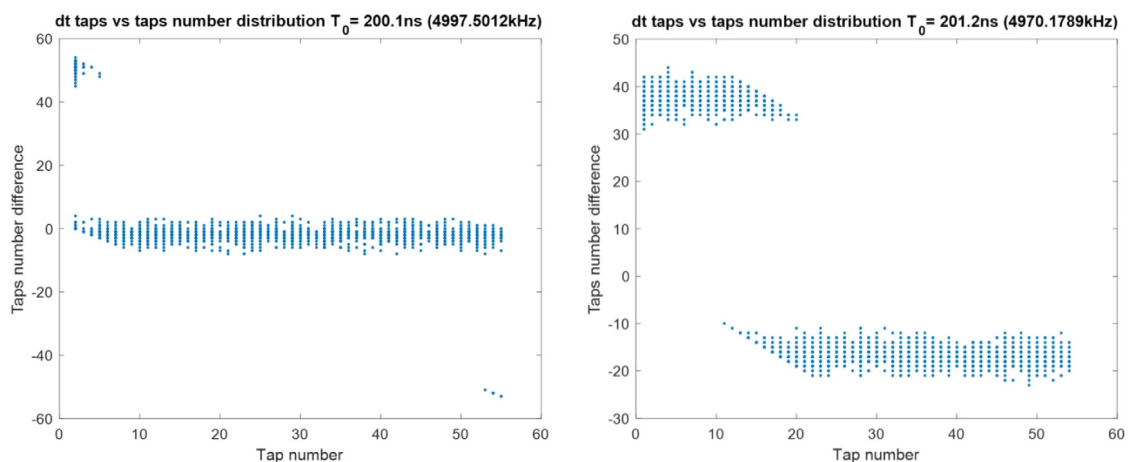 dt taps vs taps number distribution T_0= 200.1ns (4997.5012kHz)
60
40
20
0
-20
-40
-60
Taps number difference
0 10 20 30 40 50 60
Tap number
dt taps vs taps number distribution T_0= 201.2ns (4970.1789kHz)
50
40
30
20
10
0
-10
-20
-30
Taps number difference
0 10 20 30 40 50 60
Tap number